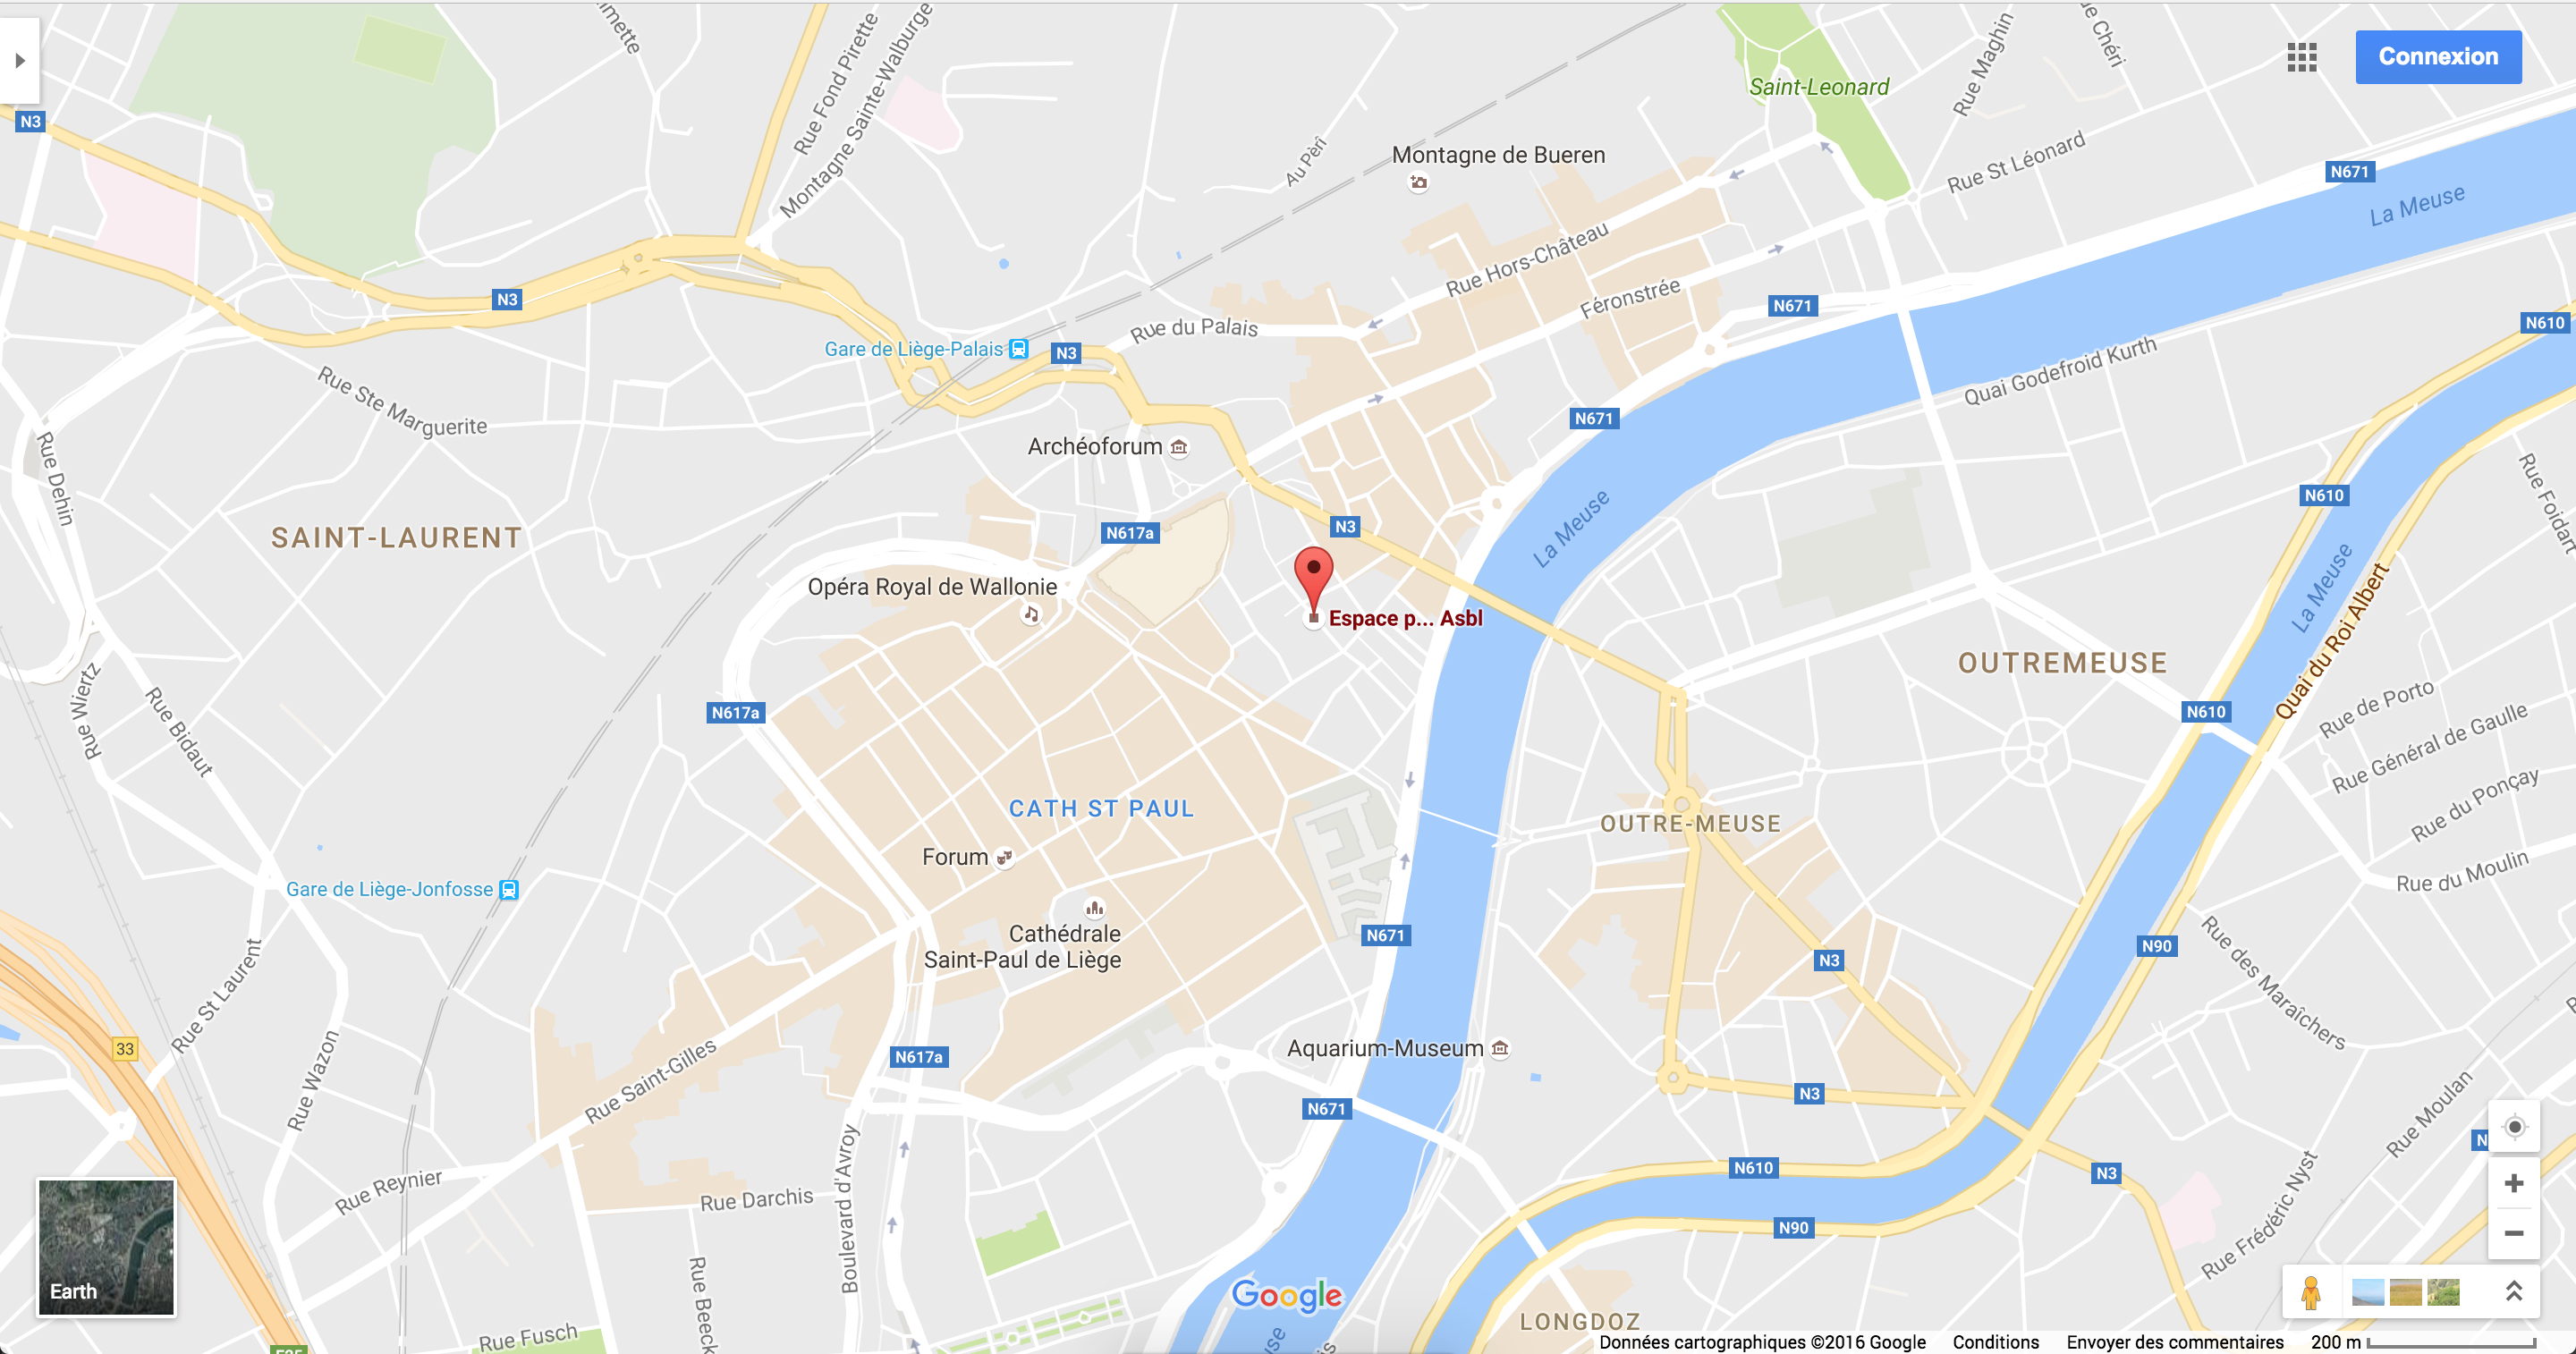 Rue Fond Pirette
Montagne Sainte-Walburge
Saint-Leonard
Rue Maghin
Connexion
N3
Au Pèri
Montagne de Bueren
Rue St Léonard
N671
La Meuse
Rue Hors-Château
Féronstrée
N671
N3
Rue du Palais
Gare de Liège-Palais
N3
N610
Quai Godefroid Kurth
Rue Ste Marguerite
N671
Archéoforum
Rue Dehin
N610
Rue Foidart
SAINT-LAURENT
N617a
N3
La Meuse
La Meuse
Opéra Royal de Wallonie
Espace p... Asbl
Quai du Roi Albert
OUTREMEUSE
Rue Wiertz
Rue Bidaut
N617a
N610
Rue de Porto
Rue Général de Gaulle
Rue du Ponçay
CATH ST PAUL
OUTRE-MEUSE
Forum
Rue du Moulin
Gare de Liège-Jonfosse
Cathédrale
Saint-Paul de Liège
N671
N3
N90
Rue des Maraîchers
Rue St Laurent
33
Rue Wazon
Rue Saint-Gilles
N617a
Aquarium-Museum
N671
N3
Rue Moulan
N
Boulevard d'Avroy
N610
N3
Rue Reynier
Rue Darchis
N90
Rue Frédéric Nyst
Earth
Rue Beeck
Google
LONGDOZ
Rue Fusch
Données cartographiques ©2016 Google Conditions Envoyer des commentaires 200 m